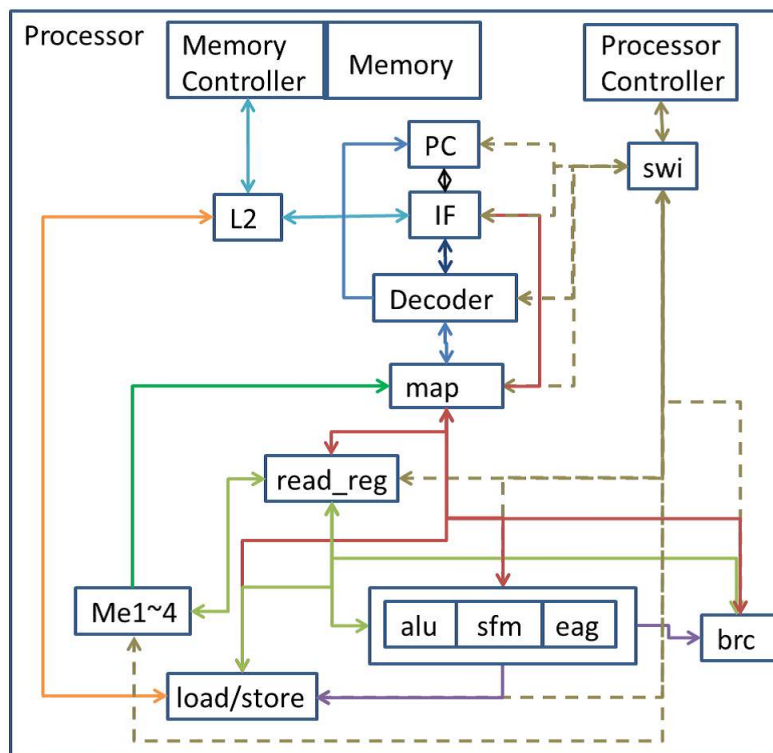 Processor
Memory
Controller
Memory
Processor
Controller
PC
swi
L2
IF
Decoder
map
read_reg
Me1~4
alu
sfm
eag
brc
load/store